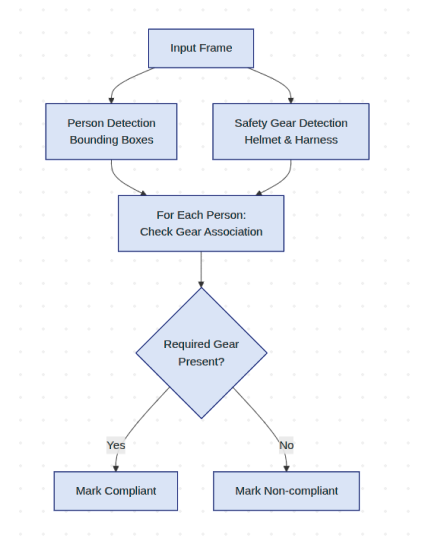 Input Frame
Person Detection
Bounding Boxes
Safety Gear Detection
Helmet & Harness
For Each Person:
Check Gear Association
Required Gear
Present?
Yes
No
Mark Compliant
Mark Non-compliant